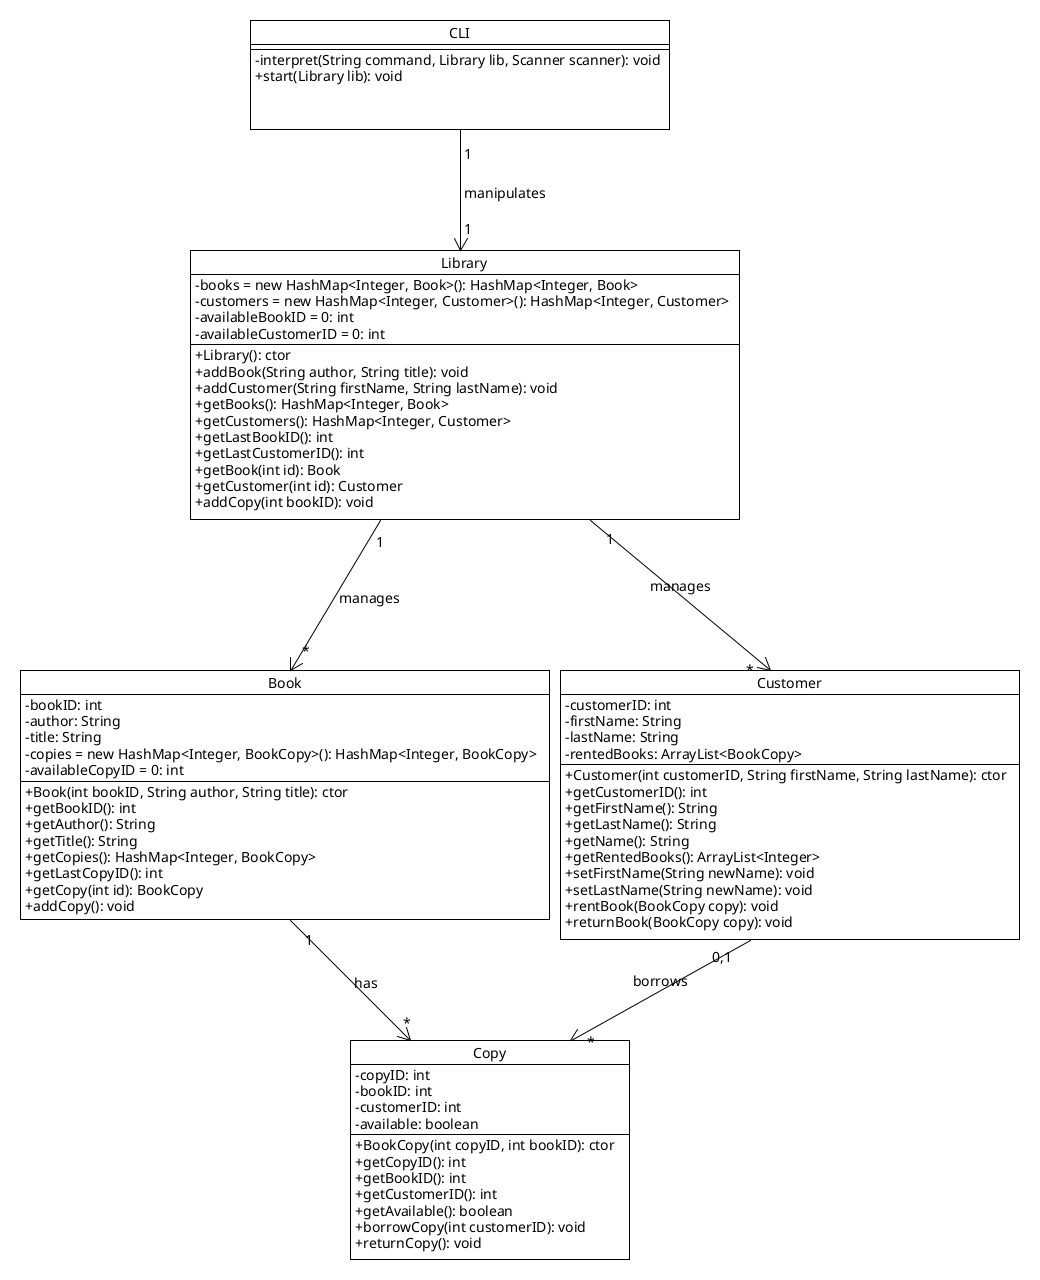 CLI
-interpret(String command, Library lib, Scanner scanner): void
+start(Library lib): void
1
manipulates
1
Library
-books = new HashMap<Integer, Book>(): HashMap<Integer, Book>
-customers = new HashMap<Integer, Customer>(): HashMap<Integer, Customer>
-availableBookID = 0: int
-availableCustomerID = 0: int
+Library(): ctor
+addBook(String author, String title): void
+addCustomer(String firstName, String lastName): void
+getBooks(): HashMap<Integer, Book>
+getCustomers(): HashMap<Integer, Customer>
+getLastBookID(): int
+getLastCustomerID(): int
+getBook(int id): Book
+getCustomer(int id): Customer
+addCopy(int bookID): void
1
manages
*
1
manages
*
Book
-bookID: int
-author: String
-title: String
-copies = new HashMap<Integer, BookCopy>(): HashMap<Integer, BookCopy>
-availableCopyID = 0: int
+Book(int bookID, String author, String title): ctor
+getBookID(): int
+getAuthor(): String
+getTitle(): String
+getCopies(): HashMap<Integer, BookCopy>
+getLastCopyID(): int
+getCopy(int id): BookCopy
+addCopy(): void
Customer
-customerID: int
-firstName: String
-lastName: String
-rentedBooks: ArrayList<BookCopy>
+Customer(int customerID, String firstName, String lastName): ctor
+getCustomerID(): int
+getFirstName(): String
+getLastName(): String
+getName(): String
+getRentedBooks(): ArrayList<Integer>
+setFirstName(String newName): void
+setLastName(String newName): void
+rentBook(BookCopy copy): void
+returnBook(BookCopy copy): void
1
has
*
0,1
borrows
*
Copy
-copyID: int
-bookID: int
-customerID: int
-available: boolean
+BookCopy(int copyID, int bookID): ctor
+getCopyID(): int
+getBookID(): int
+getCustomerID(): int
+getAvailable(): boolean
+borrowCopy(int customerID): void
+returnCopy(): void